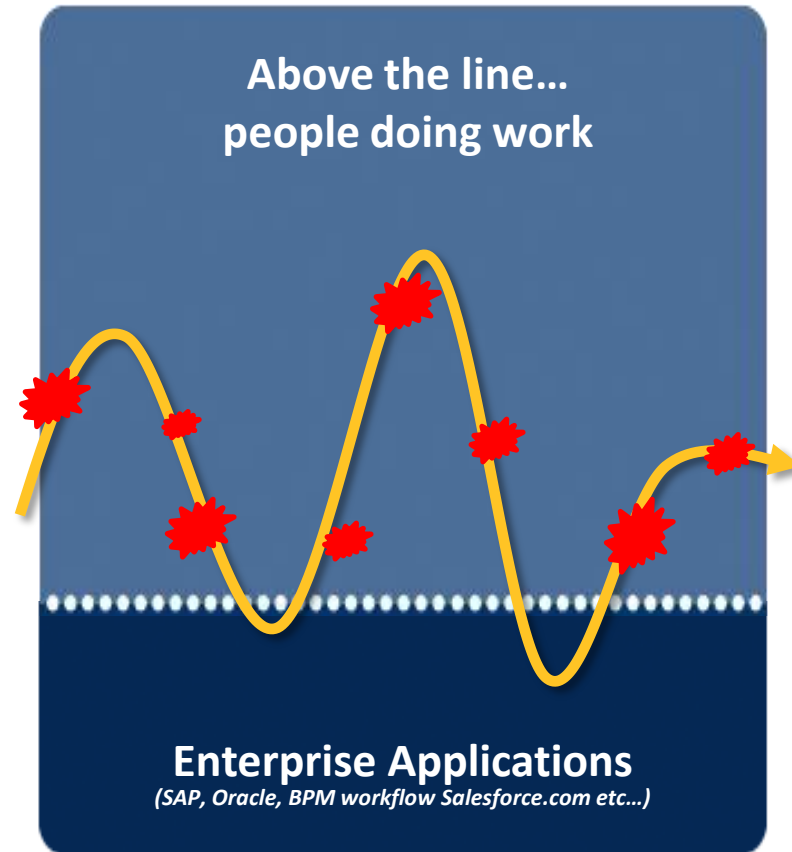 Above the line…
people doing work
Enterprise Applications
(SAP, Oracle, BPM workflow Salesforce.com etc…)